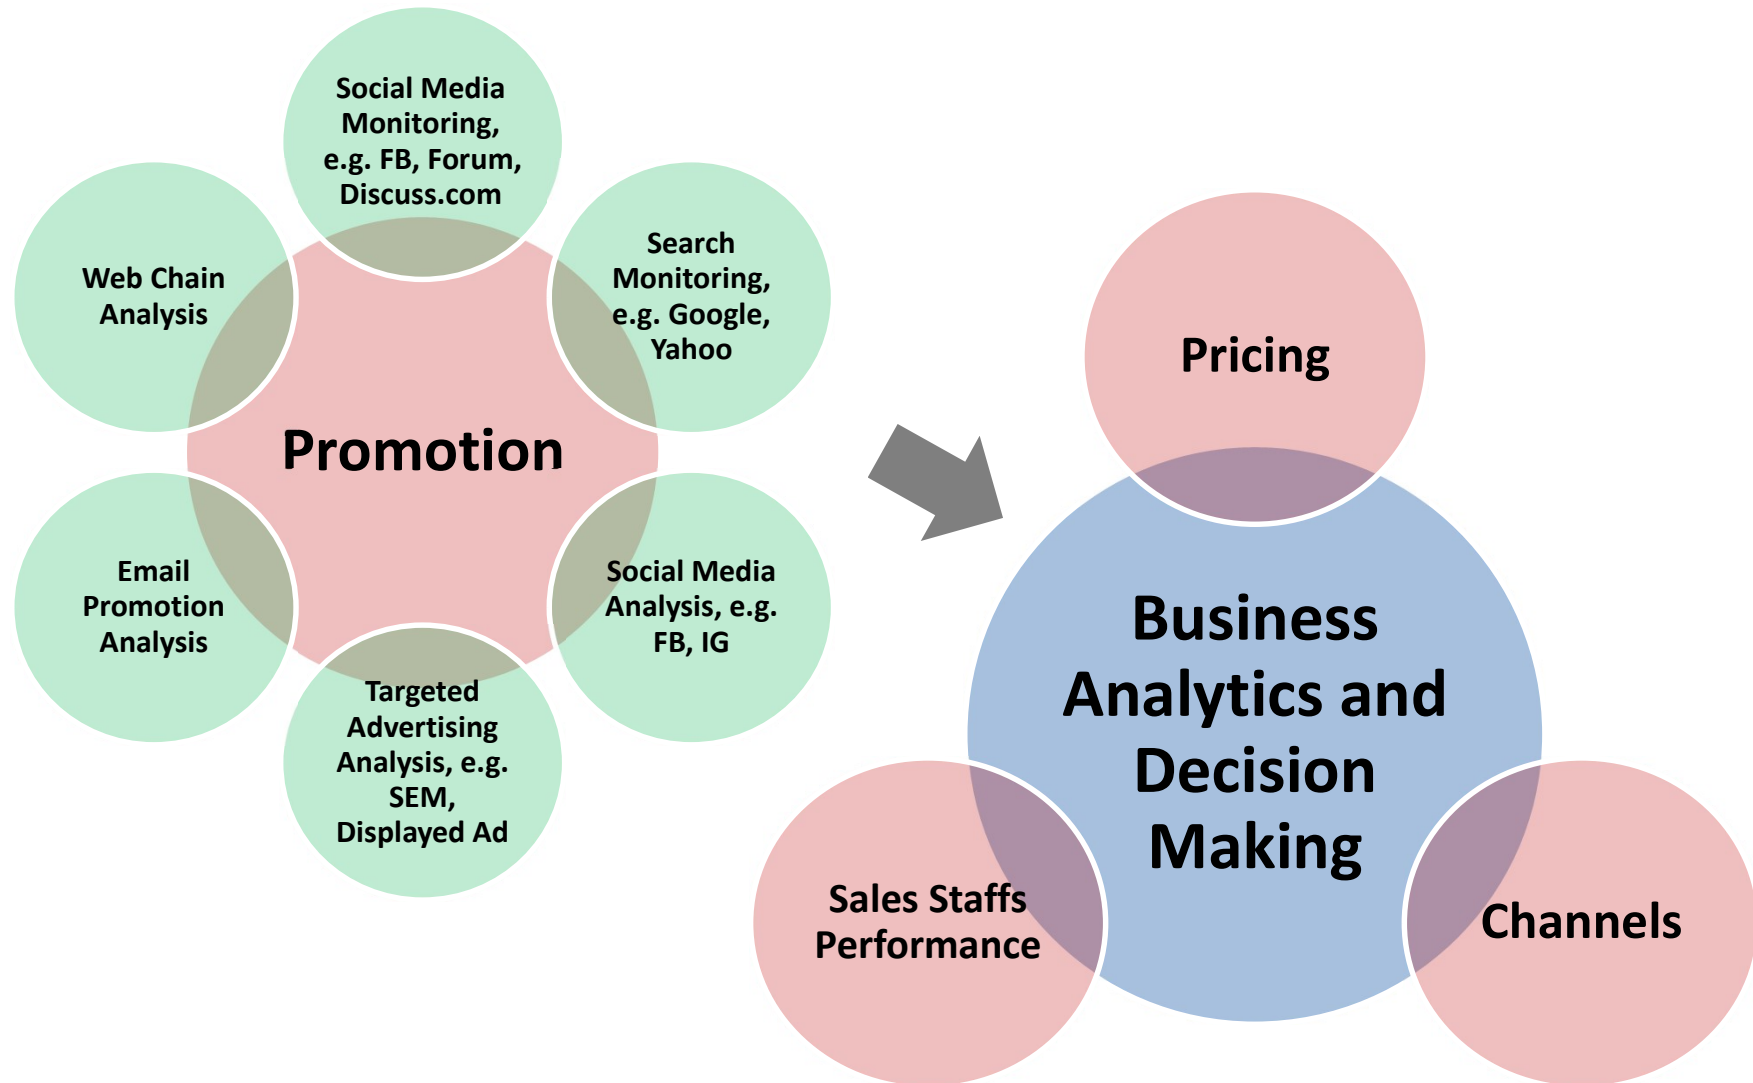 Social Media
Monitoring,
e.g. FB, Forum,
Discuss.com
Search
Monitoring,
e.g. Google,
Yahoo
Web Chain
Analysis
Promotion
Email
Promotion
Analysis
Social Media
Analysis, e.g.
FB, IG
Targeted
Advertising
Analysis, e.g.
SEM,
Displayed Ad
Pricing
Business
Analytics and
Decision
Making
Sales Staffs
Performance
Channels